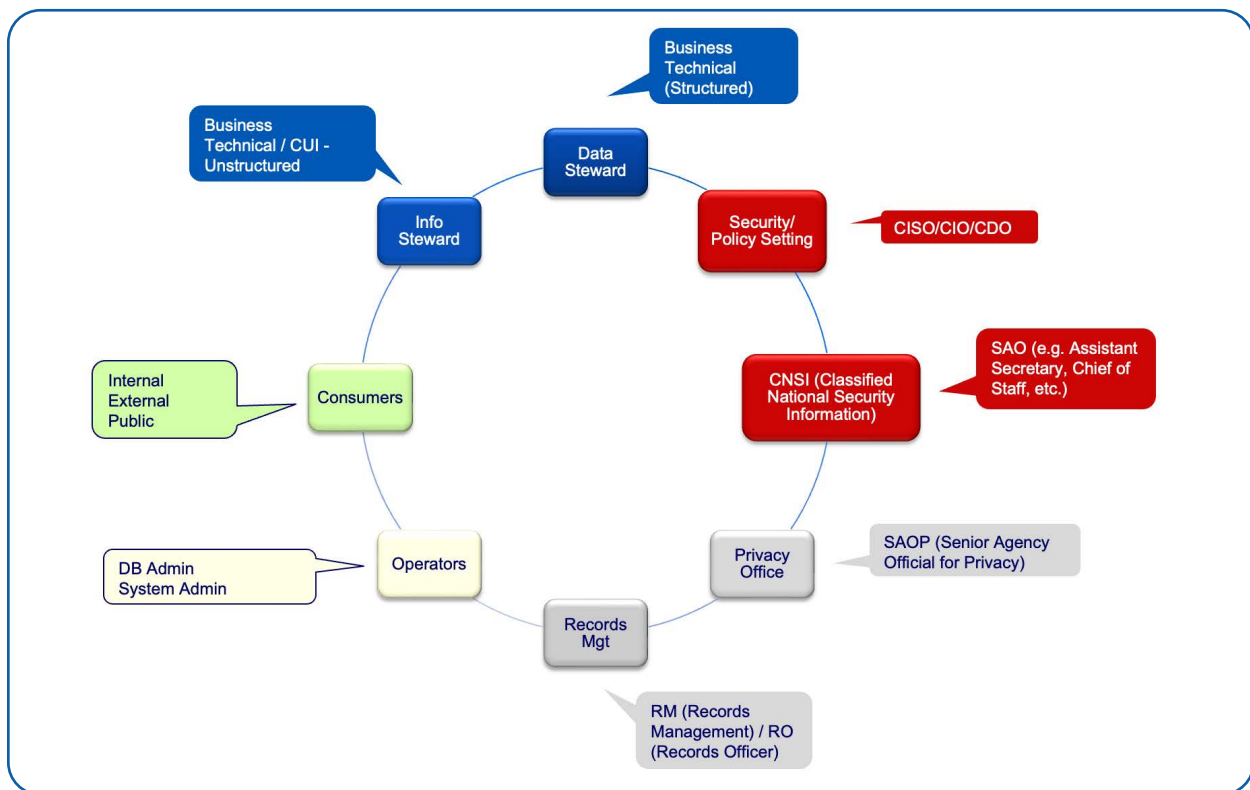 Business
Technical
(Structured)
Business
Technical / CUI -
Unstructured
Data
Steward
Info
Steward
Security/
Policy Setting
CISO/CIO/CDO
SAO (e.g. Assistant
Secretary, Chief of
Staff, etc.)
CNSI (Classified
National Security
Information)
Internal
External
Public
Consumers
SAOP (Senior Agency
Official for Privacy)
Privacy
Office
DB Admin
System Admin
Operators
Records
Mgt
RM (Records
Management) / RO
(Records Officer)